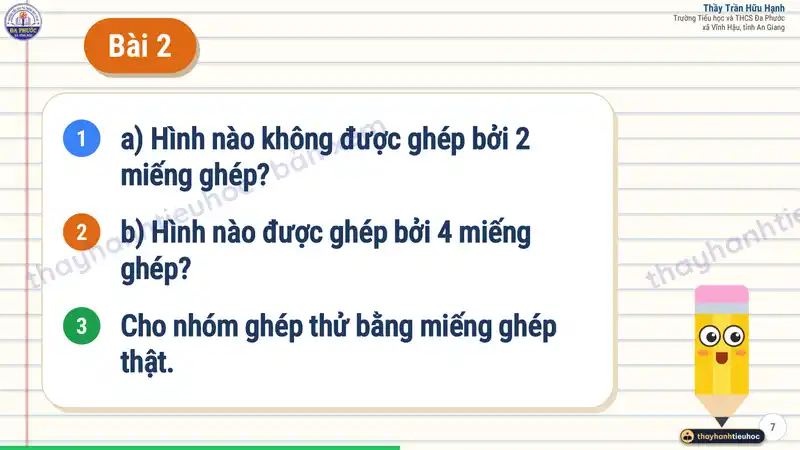 Thầy Trần Hữu Hạnh
Trường Tiểu học và THCS Đa Phước
xã Vĩnh Hậu, tỉnh An Giang
ĐA PHƯỚC
Bài 2
1 a) Hình nào không được ghép bởi 2
miếng ghép?
2 b) Hình nào được ghép bởi 4 miếng
ghép?
3 Cho nhóm ghép thử bằng miếng ghép
thật.
thayhanhtieuhoc
7